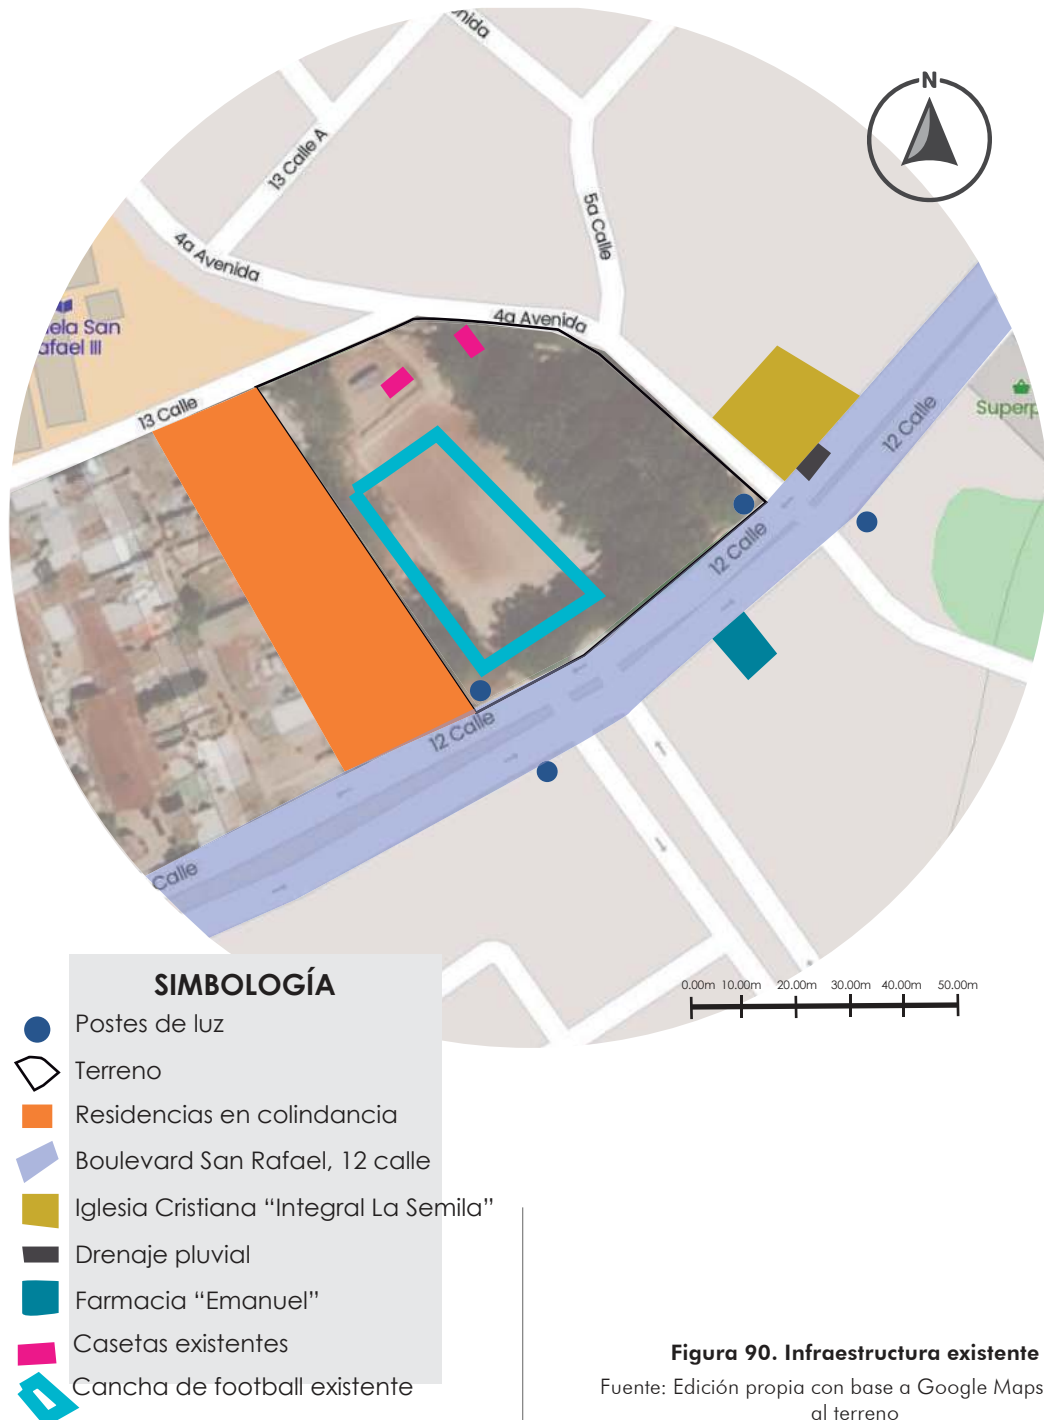 nida
N
13 Calle A
5a Calle
4a Avenida
ela San
afael III
4a Avenida
13 Calle
12 Calle
Superp
12 Calle
12 Calle
Calle
0.00m 10.00m 20.00m 30.00m 40.00m 50.00m
SIMBOLOGÍA
Postes de luz
Terreno
Residencias en colindancia
Boulevard San Rafael, 12 calle
Iglesia Cristiana “Integral La Semila”
Drenaje pluvial
Farmacia “Emanuel”
Casetas existentes
Cancha de football existente
Figura 90. Infraestructura existente
Fuente: Edición propia con base a Google Maps
al terreno